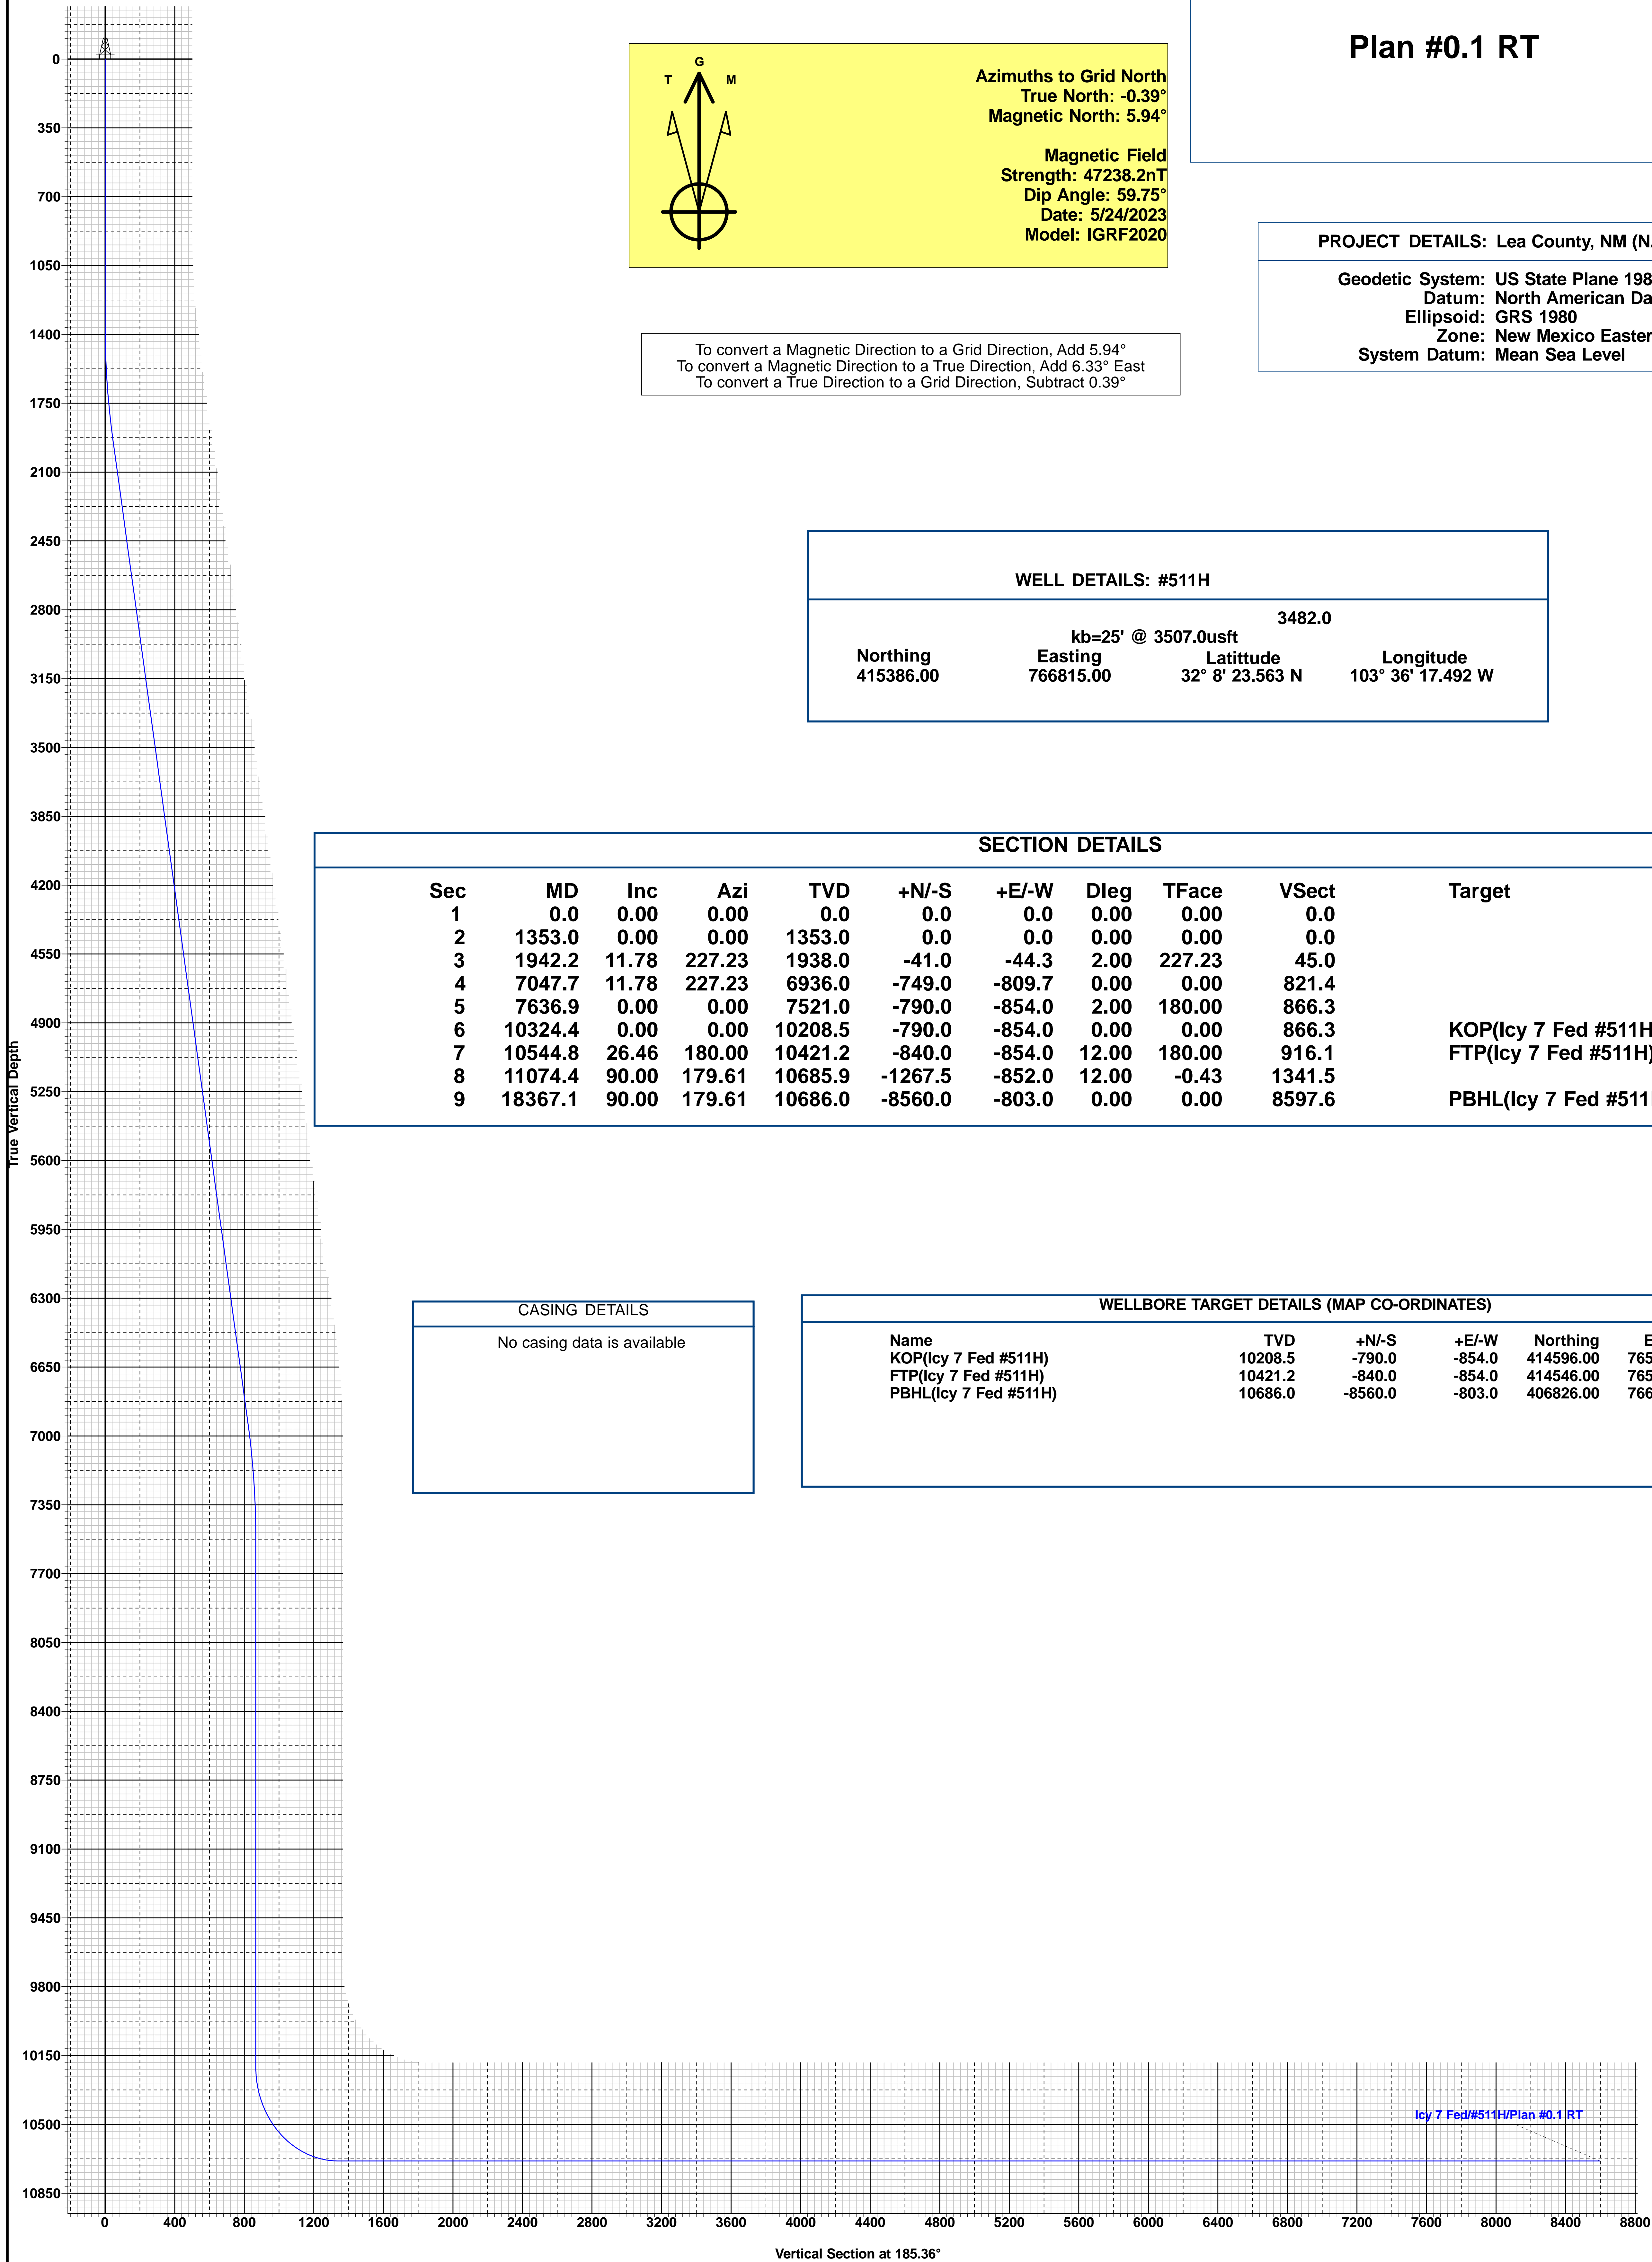 Plan #0.1 RT
T G M
Azimuths to Grid North
True North: -0.39°
Magnetic North: 5.94°
Magnetic Field
Strength: 47238.2nT
Dip Angle: 59.75°
Date: 5/24/2023
Model: IGRF2020
PROJECT DETAILS: Lea County, NM
Geodetic System: US State Plane
Datum: North American
Ellipsoid: GRS 1980
Zone: New Mexico
System Datum: Mean Sea Level
To convert a Magnetic Direction to a Grid Direction, Add 5.94°
To convert a Magnetic Direction to a True Direction, Add 6.33° East
To convert a True Direction to a Grid Direction, Subtract 0.39°
WELL DETAILS: #511H
3482.0
kb=25' @ 3507.0usft
Northing Easting Latittude Longitude
415386.00 766815.00 32° 8' 23.563 N 103° 36' 17.492 W
SECTION DETAILS
Sec MD Inc Azi TVD +N/-S +E/-W Dleg TFace VSect Target
1 0.0 0.00 0.00 0.0 0.0 0.0 0.00 0.00 0.0
2 1353.0 0.00 0.00 1353.0 0.0 0.0 0.00 0.00 0.0
3 1942.2 11.78 227.23 1938.0 -41.0 -44.3 2.00 227.23 45.0
4 7047.7 11.78 227.23 6936.0 -749.0 -809.7 0.00 0.00 821.4
5 7636.9 0.00 0.00 7521.0 -790.0 -854.0 2.00 180.00 866.3
6 10324.4 0.00 0.00 10208.5 -790.0 -854.0 0.00 0.00 866.3 KOP(Icy 7 Fed #511H
7 10544.8 26.46 180.00 10421.2 -840.0 -854.0 12.00 180.00 916.1 FTP(Icy 7 Fed #511H)
8 11074.4 90.00 179.61 10685.9 -1267.5 -852.0 12.00 -0.43 1341.5
9 18367.1 90.00 179.61 10686.0 -8560.0 -803.0 0.00 0.00 8597.6 PBHL(Icy 7 Fed #511
CASING DETAILS
No casing data is available
WELLBORE TARGET DETAILS (MAP CO-ORDINATES)
Name TVD +N/-S +E/-W Northing
KOP(Icy 7 Fed #511H) 10208.5 -790.0 -854.0 414596.00
FTP(Icy 7 Fed #511H) 10421.2 -840.0 -854.0 414546.00
PBHL(Icy 7 Fed #511H) 10686.0 -8560.0 -803.0 406826.00
True Vertical Depth
0
350
700
1050
1400
1750
2100
2450
2800
3150
3500
3850
4200
4550
4900
5250
5600
5950
6300
6650
7000
7350
7700
8050
8400
8750
9100
9450
9800
10150
10500
10850
Icy 7 Fed/#511H/Plan #0.1 RT
0 400 800 1200 1600 2000 2400 2800 3200 3600 4000 4400 4800 5200 5600 6000 6400 6800 7200 7600 8000 8400 8800
Vertical Section at 185.36°